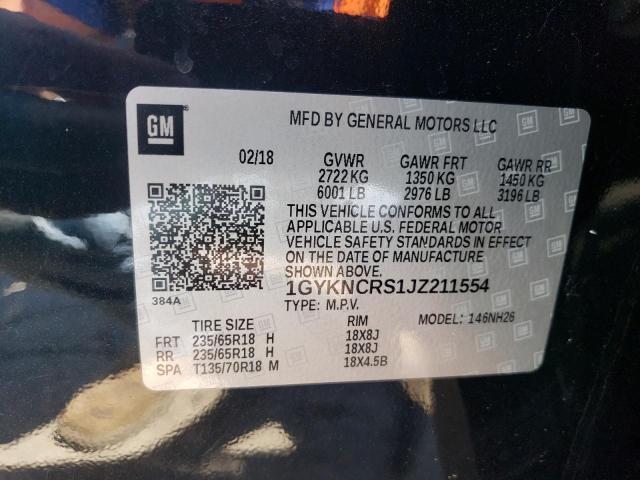 GM
MFD BY GENERAL MOTORS LLC
02/18 GVWR GAWR FRT GAWR RR
2722 KG 1350 KG 1450 KG
6001 LB 2976 LB 3196 LB
THIS VEHICLE CONFORMS TO ALL
APPLICABLE U.S. FEDERAL MOTOR
VEHICLE SAFETY STANDARDS IN EFFECT
ON THE DATE OF MANUFACTURE
384A 1GYKNCRS1JZ211554
TYPE: M.P.V. MODEL: 146NH26
TIRE SIZE RIM
FRT 235/65R18 H 18X8J
RR 235/65R18 H 18X8J
SPA T135/70R18 M 18X4.5B